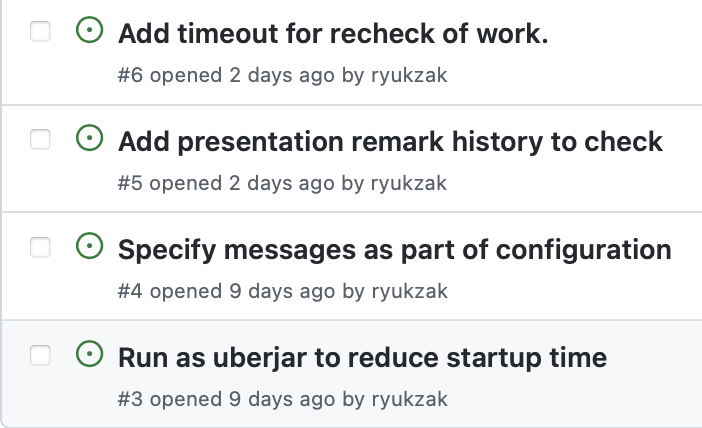 Add timeout for recheck of work.
#6 opened 2 days ago by ryukzak
Add presentation remark history to check
#5 opened 2 days ago by ryukzak
Specify messages as part of configuration
#4 opened 9 days ago by ryukzak
Run as uberjar to reduce startup time
#3 opened 9 days ago by ryukzak